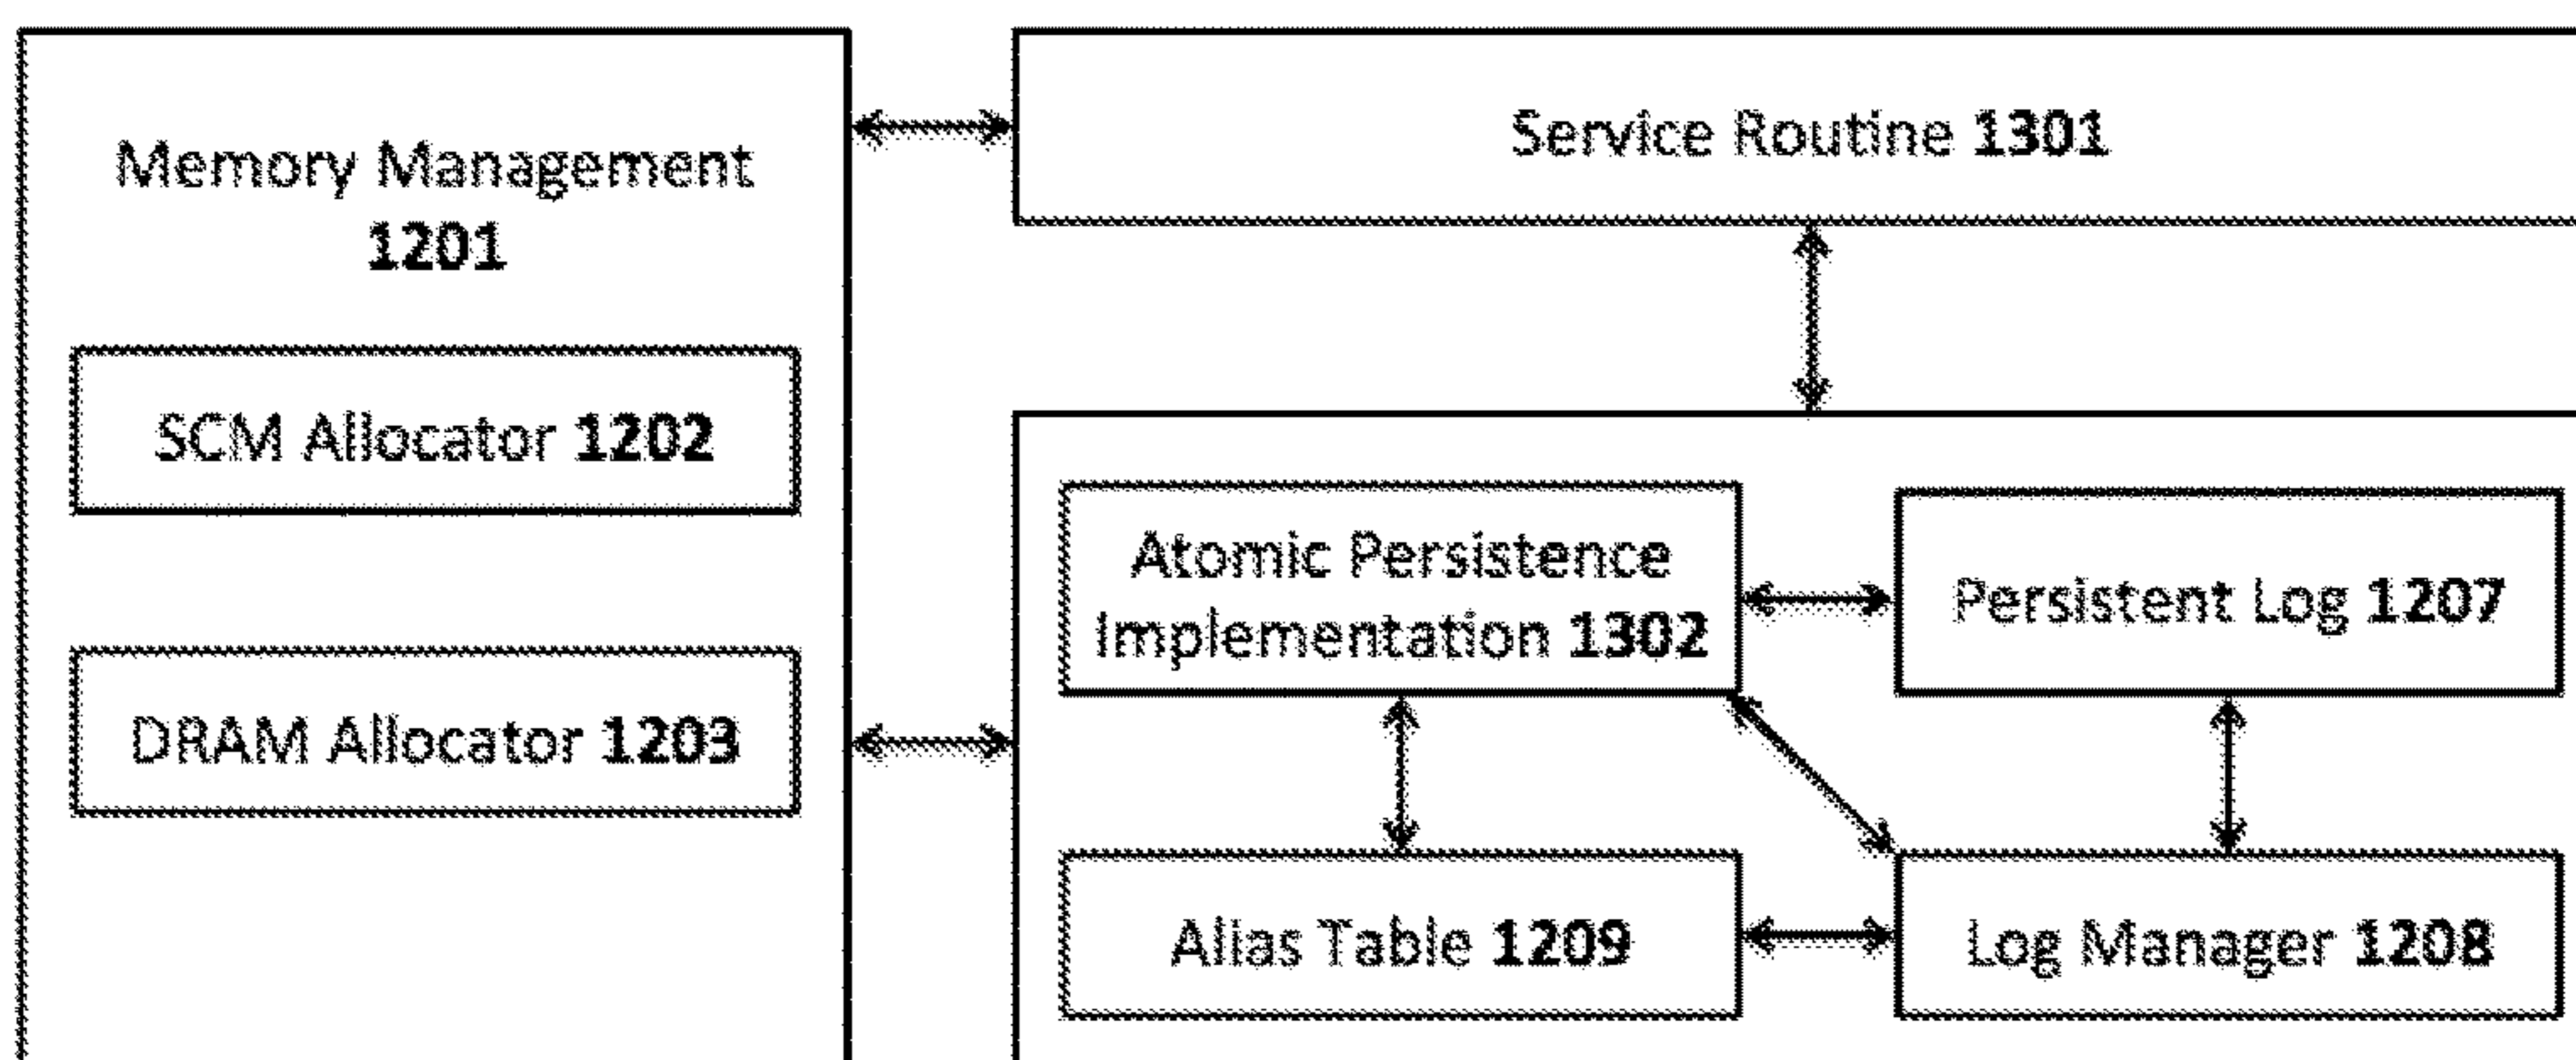 Memory Management
1201
SCM Allocator 1202
DRAM Allocator 1203
Service Routine 1301
Atomic Persistence
Implementation 1302
Persistent Log 1207
Alias Table 1209
Log Manager 1208